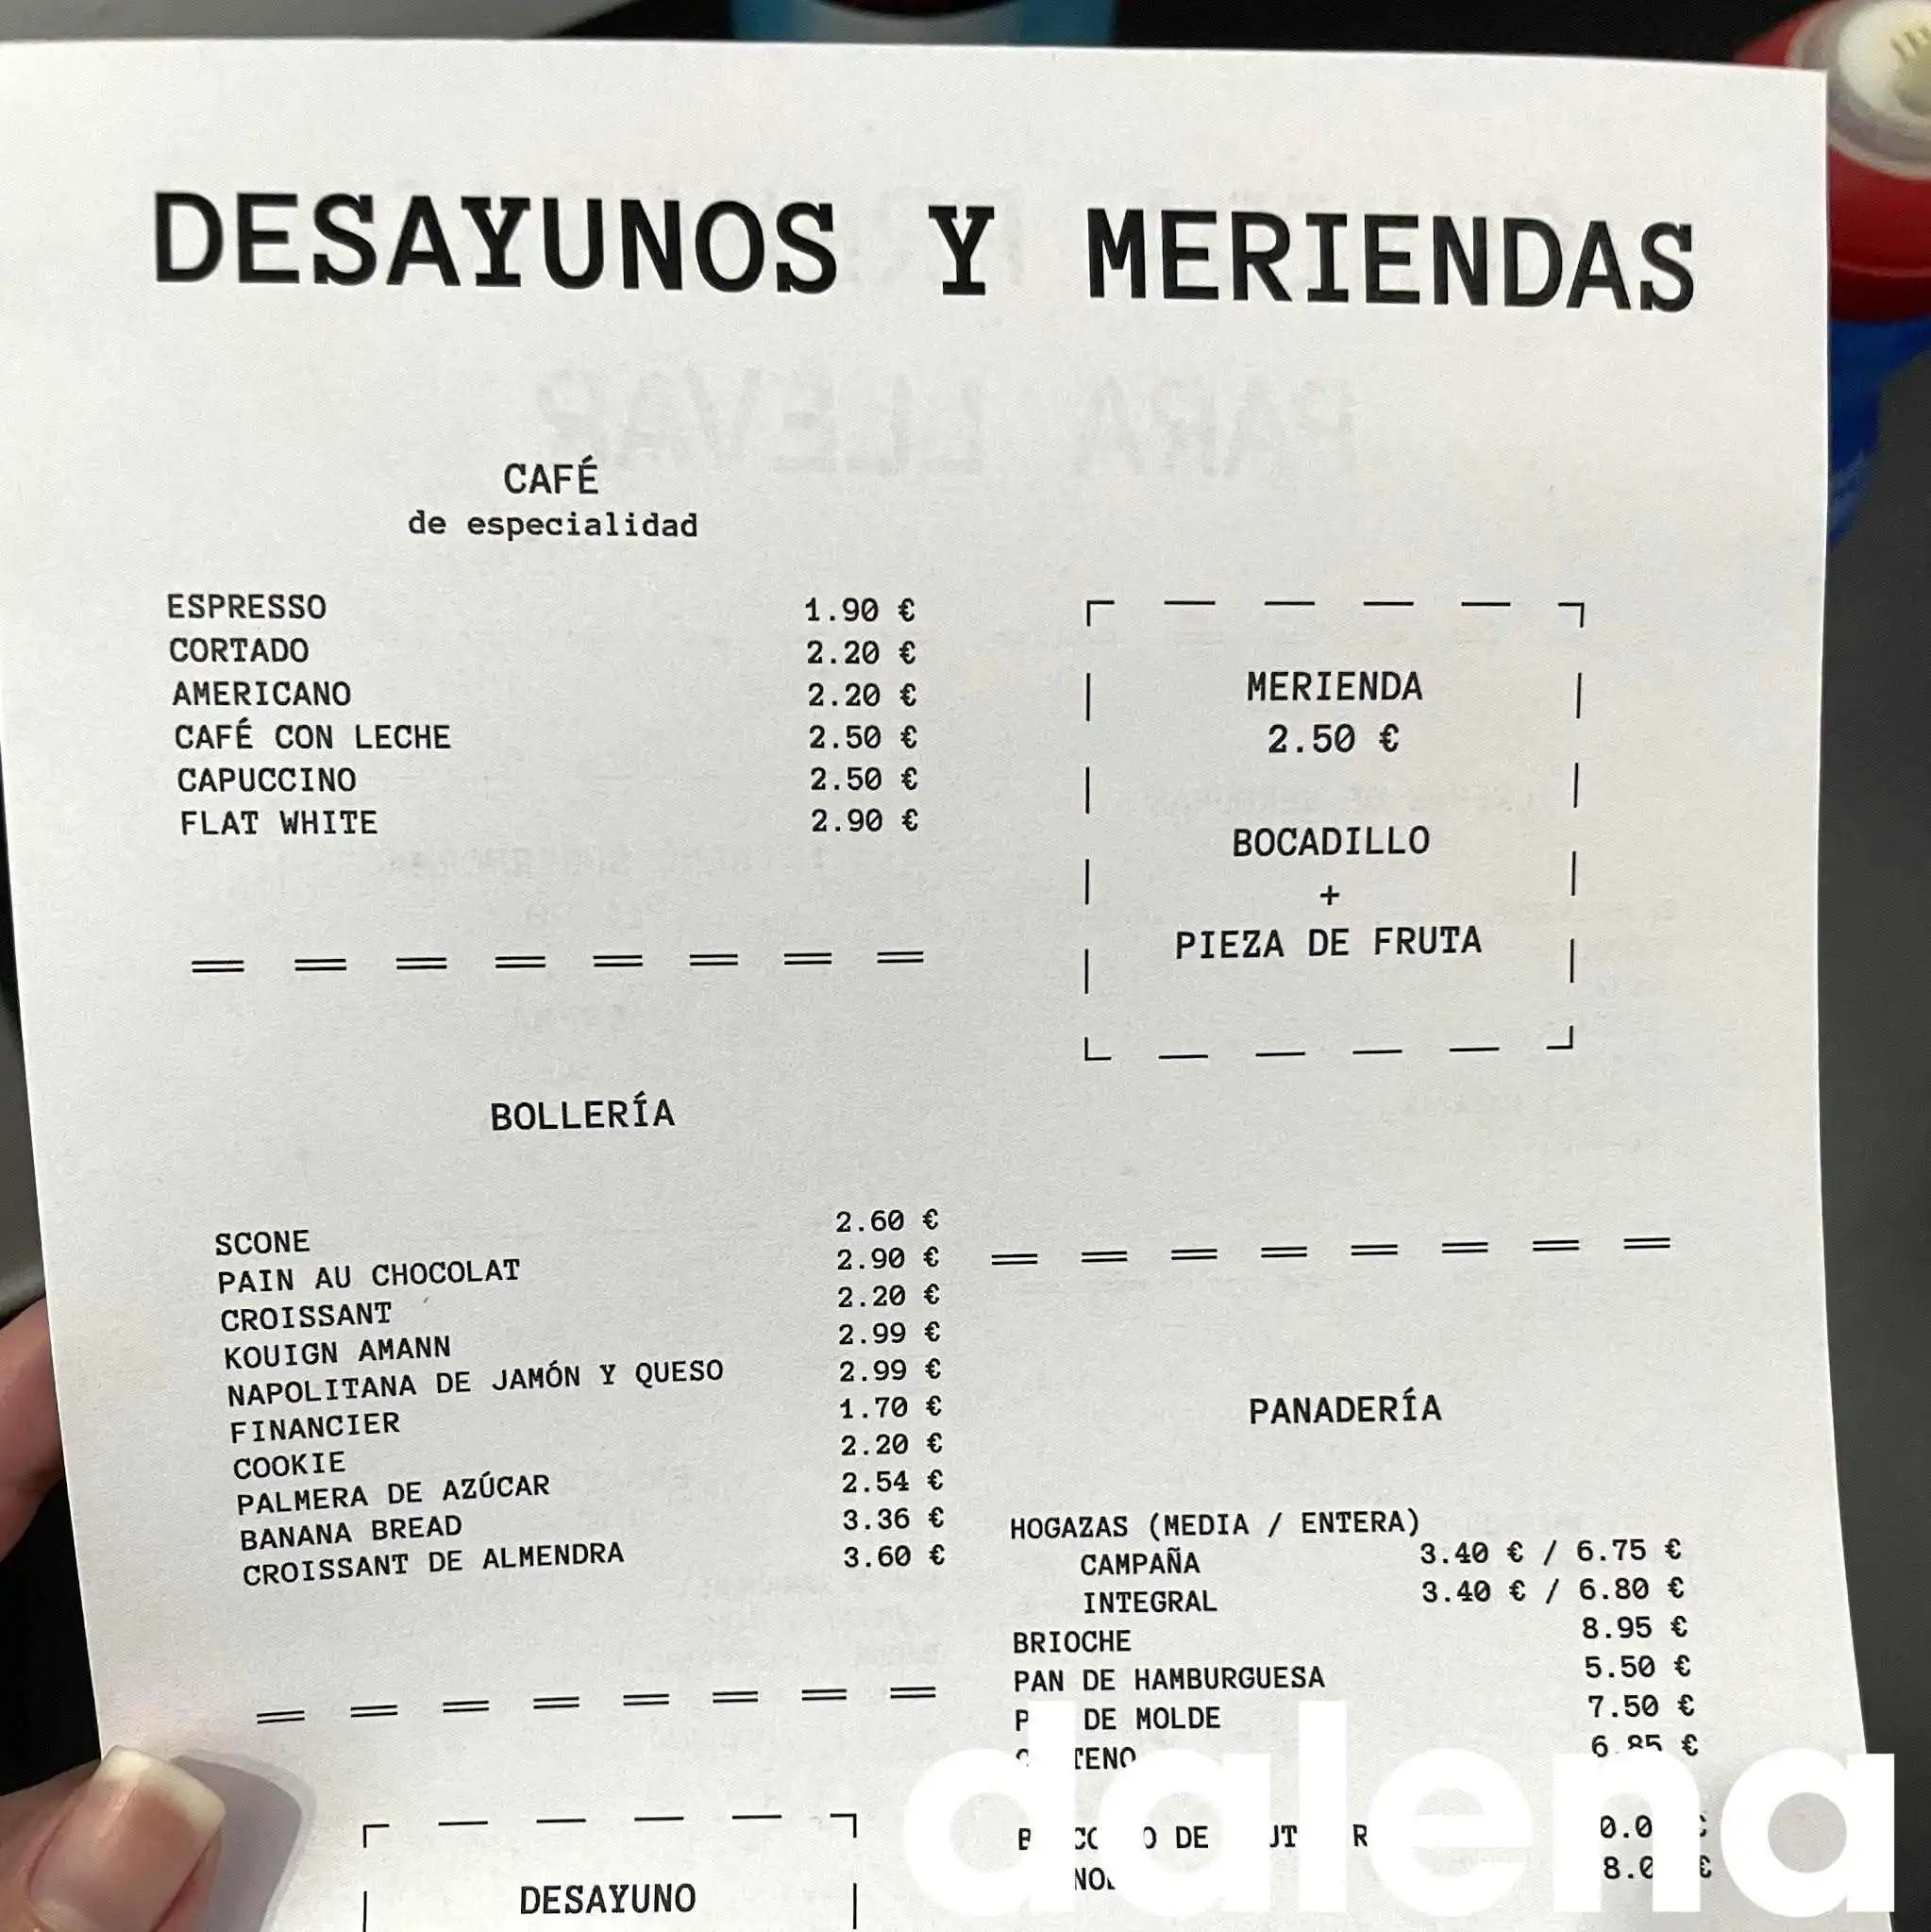 DESAYUNOS Y MERIENDAS
CAFÉ
de especialidad
ESPRESSO 1.90 €
CORTADO 2.20 €
AMERICANO 2.20 €
CAFÉ CON LECHE 2.50 €
CAPUCCINO 2.50 €
FLAT WHITE 2.90 €
MERIENDA
2.50 €
BOCADILLO
+
PIEZA DE FRUTA
BOLLERÍA
SCONE 2.60 €
PAIN AU CHOCOLAT 2.90 €
CROISSANT 2.20 €
KOUIGN AMANN 2.99 €
NAPOLITANA DE JAMÓN Y QUESO 2.99 €
FINANCIER 1.70 €
COOKIE 2.20 €
PALMERA DE AZÚCAR 2.54 €
BANANA BREAD 3.36 €
CROISSANT DE ALMENDRA 3.60 €
PANADERÍA
HOGAZAS (MEDIA / ENTERA)
CAMPAÑA 3.40 € / 6.75 €
INTEGRAL 3.40 € / 6.80 €
BRIOCHE 8.95 €
PAN DE HAMBURGUESA 5.50 €
DE MOLDE 7.50 €
6.85 €
DE
DESAYUNO
dalena
PARA LLEVAR